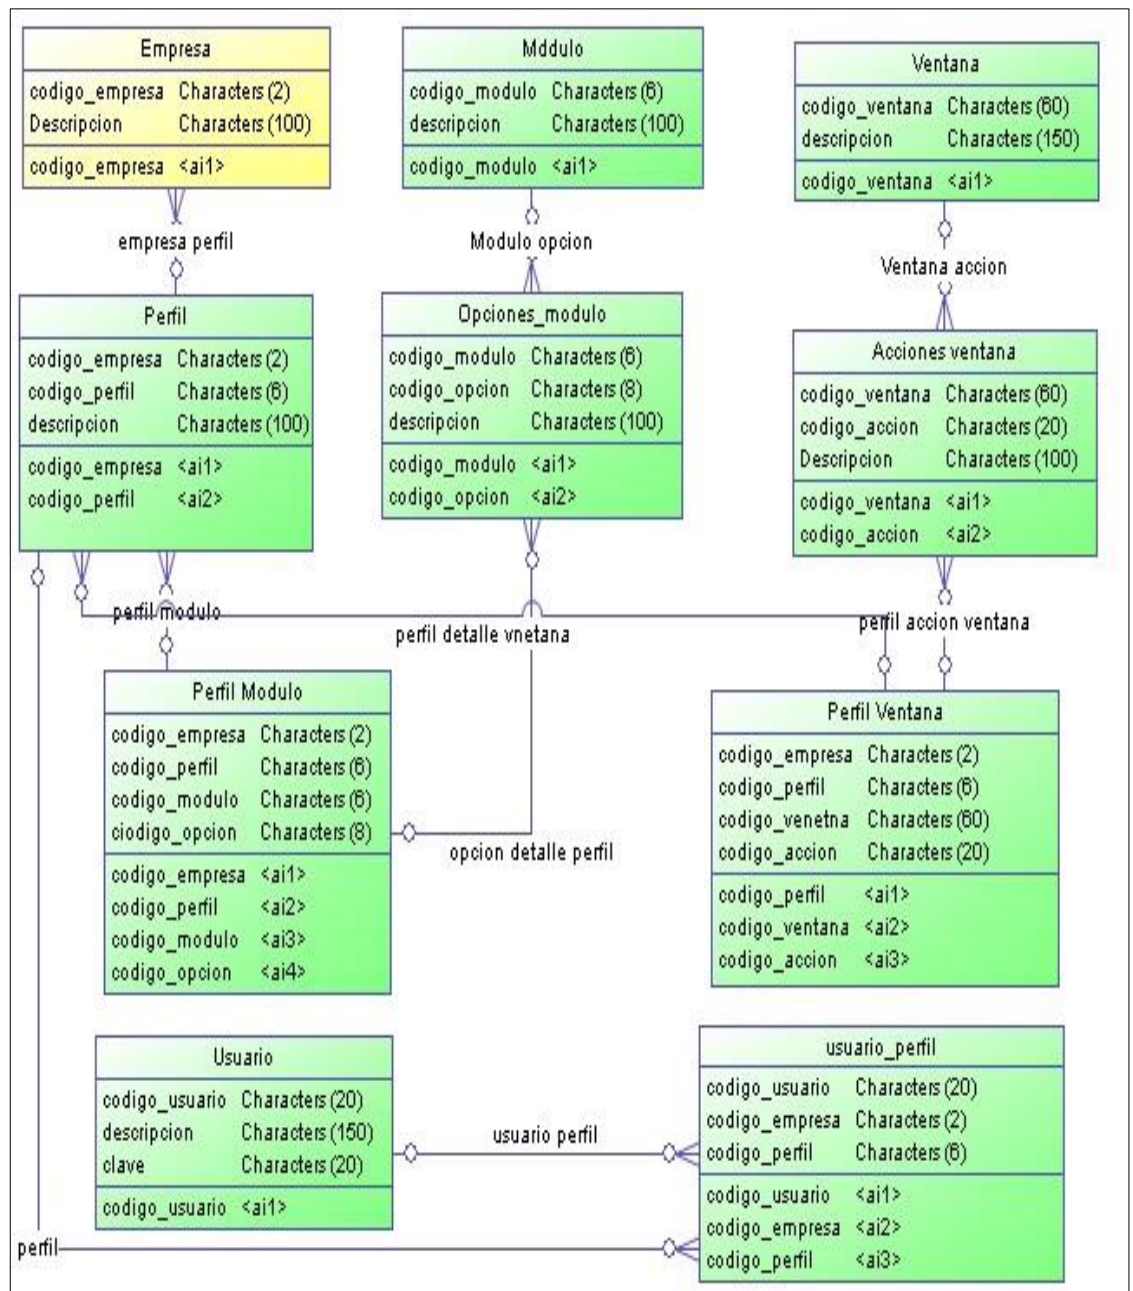 Empresa
codigo_empresa Characters (2)
Descripcion Characters (100)
codigo_empresa <ai1>
Mddulo
codigo_modulo Characters (6)
descripcion Characters (100)
codigo_modulo <ai1>
Ventana
codigo_ventana Characters (60)
descripcion Characters (150)
codigo_ventana <ai1>
empresa perfil
Modulo opcion
Ventana accion
Perfil
codigo_empresa Characters (2)
codigo_perfil Characters (6)
descripcion Characters (100)
codigo_empresa <ai1>
codigo_perfil <ai2>
Opciones_modulo
codigo_modulo Characters (6)
codigo_opcion Characters (8)
descripcion Characters (100)
codigo_modulo <ai1>
codigo_opcion <ai2>
Acciones ventana
codigo_ventana Characters (60)
codigo_accion Characters (20)
Descripcion Characters (100)
codigo_ventana <ai1>
codigo_accion <ai2>
perfil modulo
perfil detalle vnetana
perfil accion ventana
Perfil Modulo
codigo_empresa Characters (2)
codigo_perfil Characters (6)
codigo_modulo Characters (6)
ciodigo_opcion Characters (8)
codigo_empresa <ai1>
codigo_perfil <ai2>
codigo_modulo <ai3>
codigo_opcion <ai4>
opcion detalle perfil
Perfil Ventana
codigo_empresa Characters (2)
codigo_perfil Characters (6)
codigo_venetna Characters (60)
codigo_accion Characters (20)
codigo_perfil <ai1>
codigo_ventana <ai2>
codigo_accion <ai3>
Usuario
codigo_usuario Characters (20)
descripcion Characters (150)
clave Characters (20)
codigo_usuario <ai1>
usuario perfil
usuario_perfil
codigo_usuario Characters (20)
codigo_empresa Characters (2)
codigo_perfil Characters (6)
codigo_usuario <ai1>
codigo_empresa <ai2>
codigo_perfil <ai3>
perfil